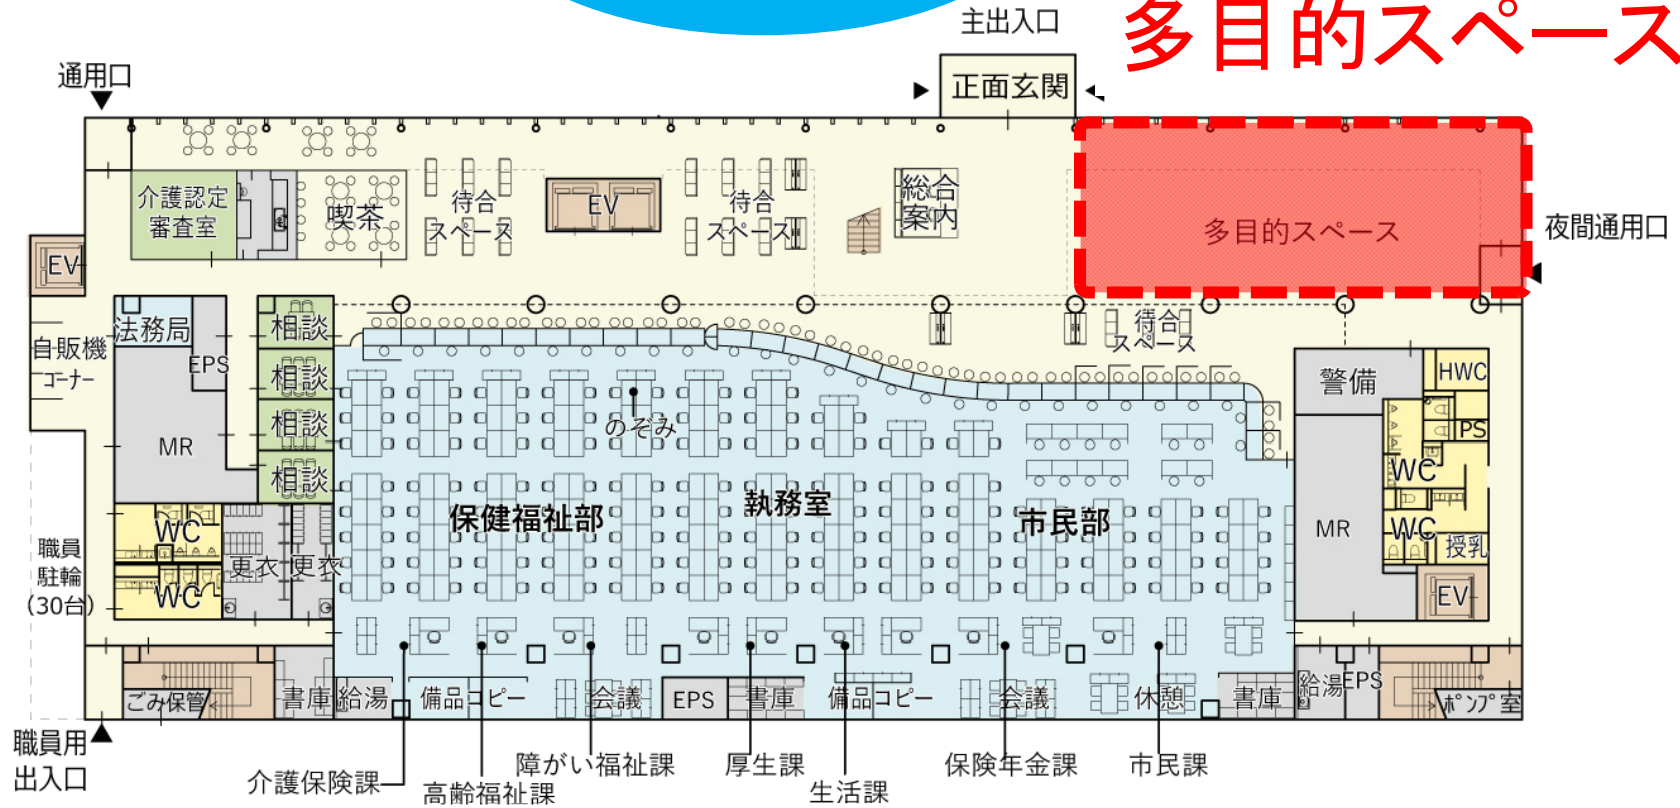 主出入口
多目的スペース
通用口
正面玄関
介護認定
審査室
喫茶
待合
スペース
EV
待合
スペース
総合
案内
多目的スペース
夜間通用口
EV
法務局
EPS
相談
相談
相談
相談
自販機
コーナー
MR
待合
スペース
警備
HWC
PS
WC
WC
授乳
MR
EV
のぞみ
保健福祉部
執務室
市民部
WC
WC
更衣
更衣
職員
駐輪
(30台)
ごみ保管
書庫
給湯
備品コピー
会議
EPS
書庫
備品コピー
会議
休憩
書庫
給湯
EPS
ポンプ室
職員用
出入口
介護保険課
高齢福祉課
障がい福祉課
厚生課
生活課
保険年金課
市民課